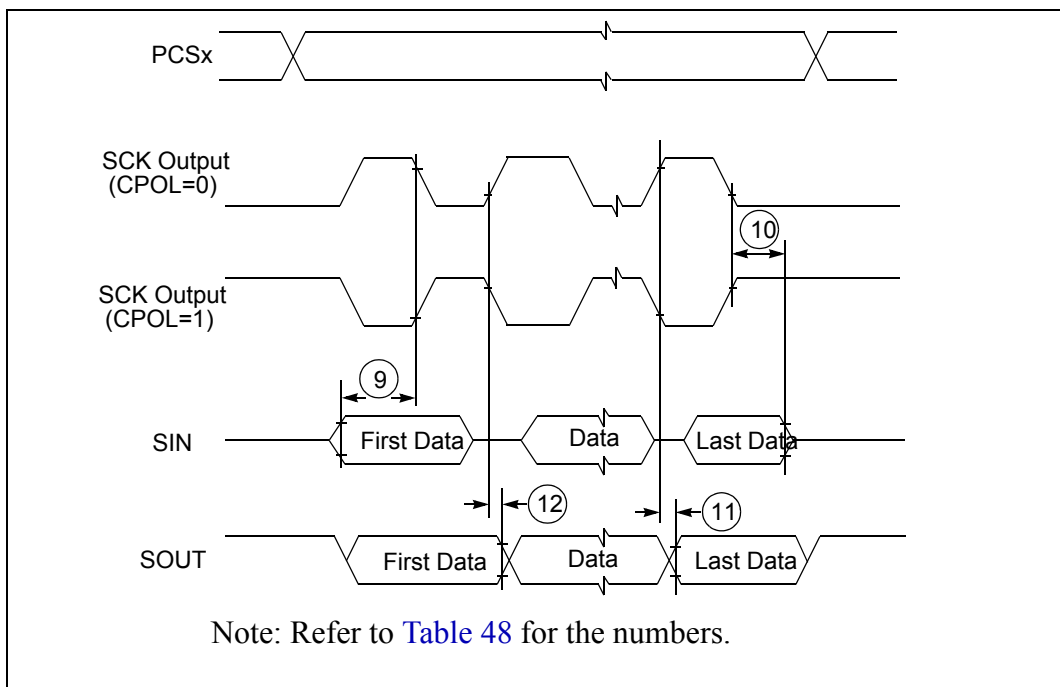 PCSx
SCK Output
(CPOL=0)
10
SCK Output
(CPOL=1)
9
SIN
First Data
Data
Last Data
12
11
SOUT
First Data
Data
Last Data
Note: Refer to Table 48 for the numbers.